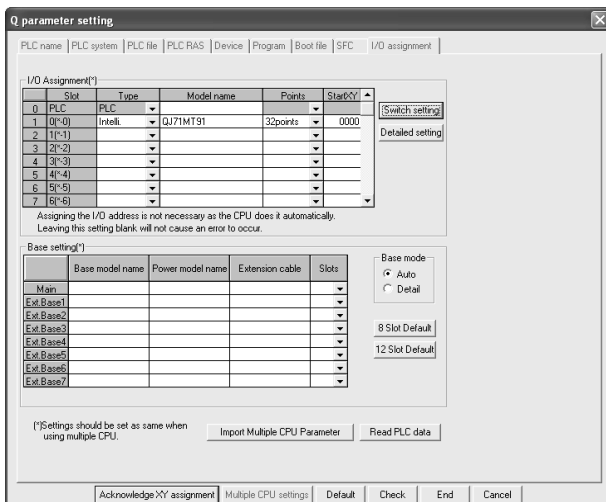 Q parameter setting
PLC name PLC system PLC file PLC RAS Device Program Boot file SFC I/O assignment
I/O Assignment(*)
Slot Type Model name Points StartXY
0 PLC PLC
1 0(*-0) Intelli. QJ71MT91 32points 0000
2 1(*-1)
3 2(*-2)
4 3(*-3)
5 4(*-4)
6 5(*-5)
7 6(*-6)
Switch setting
Detailed setting
Assigning the I/O address is not necessary as the CPU does it automatically.
Leaving this setting blank will not cause an error to occur.
Base setting(*)
Base model name Power model name Extension cable Slots
Main
Ext.Base1
Ext.Base2
Ext.Base3
Ext.Base4
Ext.Base5
Ext.Base6
Ext.Base7
Base mode
Auto
Detail
8 Slot Default
12 Slot Default
(*)Settings should be set as same when
using multiple CPU.
Import Multiple CPU Parameter Read PLC data
Acknowledge XY assignment Multiple CPU settings Default Check End Cancel